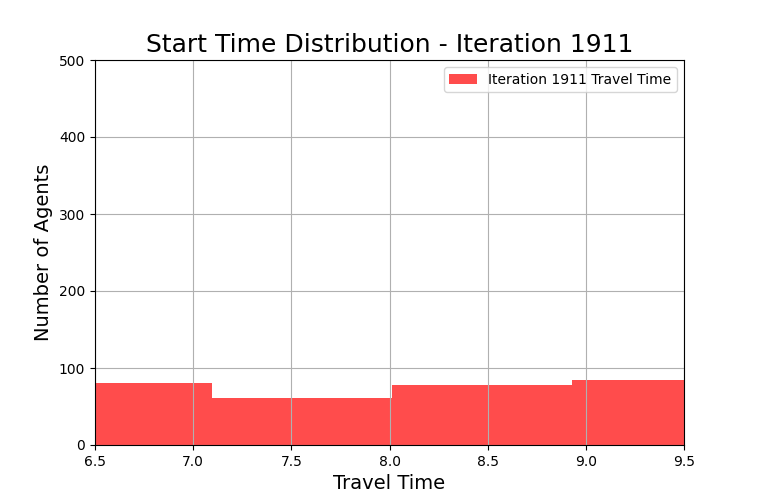 Start Time Distribution - Iteration 1911
Iteration 1911 Travel Time
Number of Agents
500
400
300
200
100
0
6.5 7.0 7.5 8.0 8.5 9.0 9.5
Travel Time